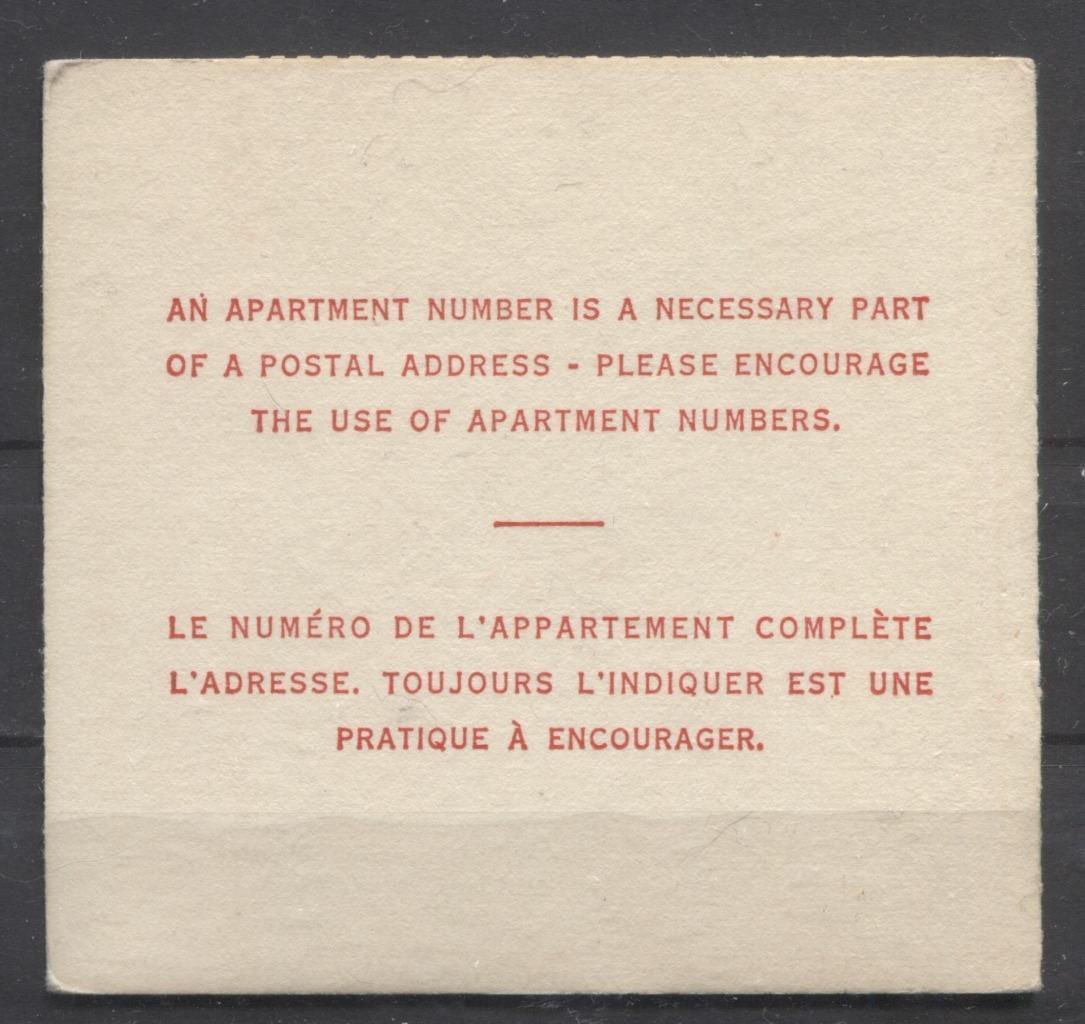 AN APARTMENT NUMBER IS A NECESSARY PART
OF A POSTAL ADDRESS - PLEASE ENCOURAGE
THE USE OF APARTMENT NUMBERS.
LE NUMÉRO DE L'APPARTEMENT COMPLÈTE
L'ADRESSE. TOUJOURS L'INDIQUER EST UNE
PRATIQUE À ENCOURAGER.